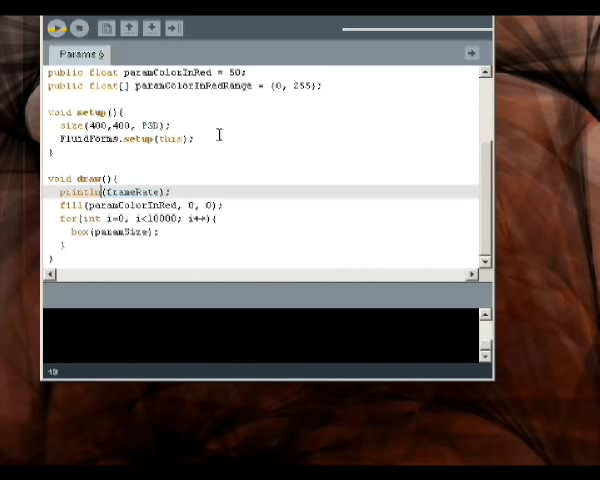 Params §
public float paramColorInRed = 50;
public float[] paramColorInRedRange = {0, 255};
void setup(){
size(400,400, P3D);
FluidForms.setup(this);
}
void draw(){
println(frameRate);
fill(paramColorInRed, 0, 0);
for(int i=0; i<10000; i++){
box(paramSize);
}
}
19